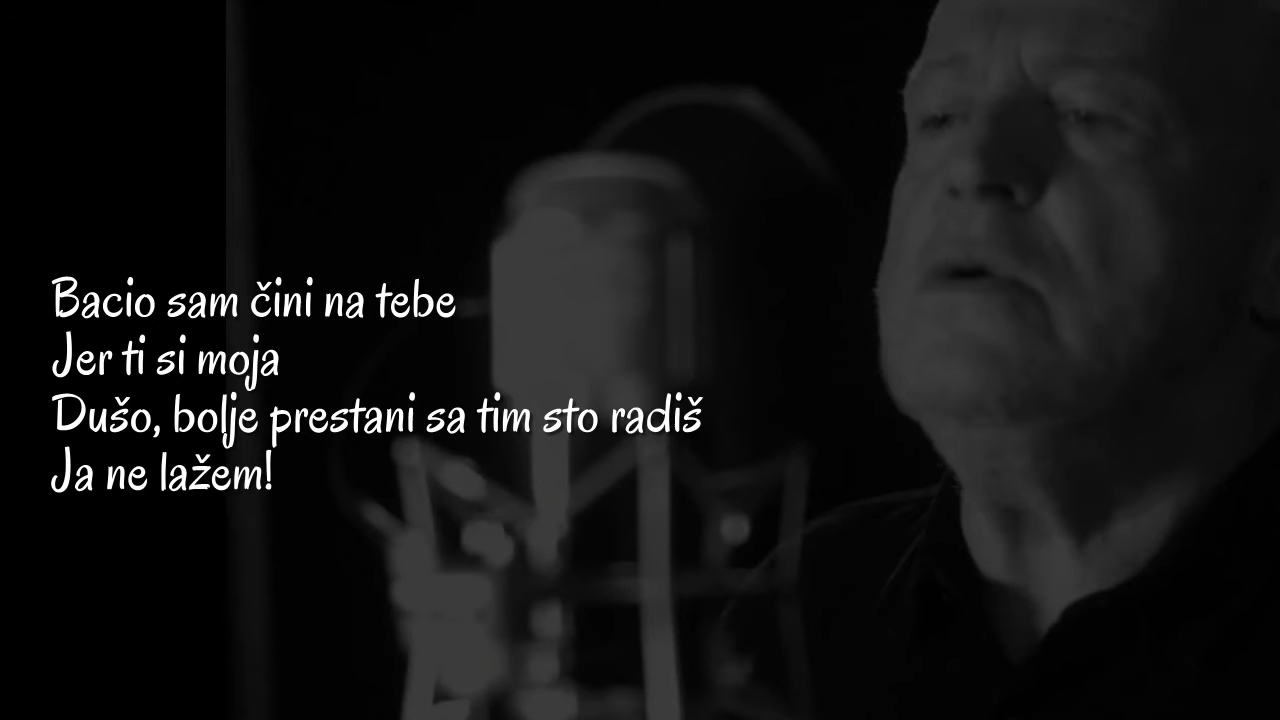 Bacio sam čini na tebe
Jer ti si moja
Dušo, bolje prestani sa tim sto radiš
Ja ne lažem!